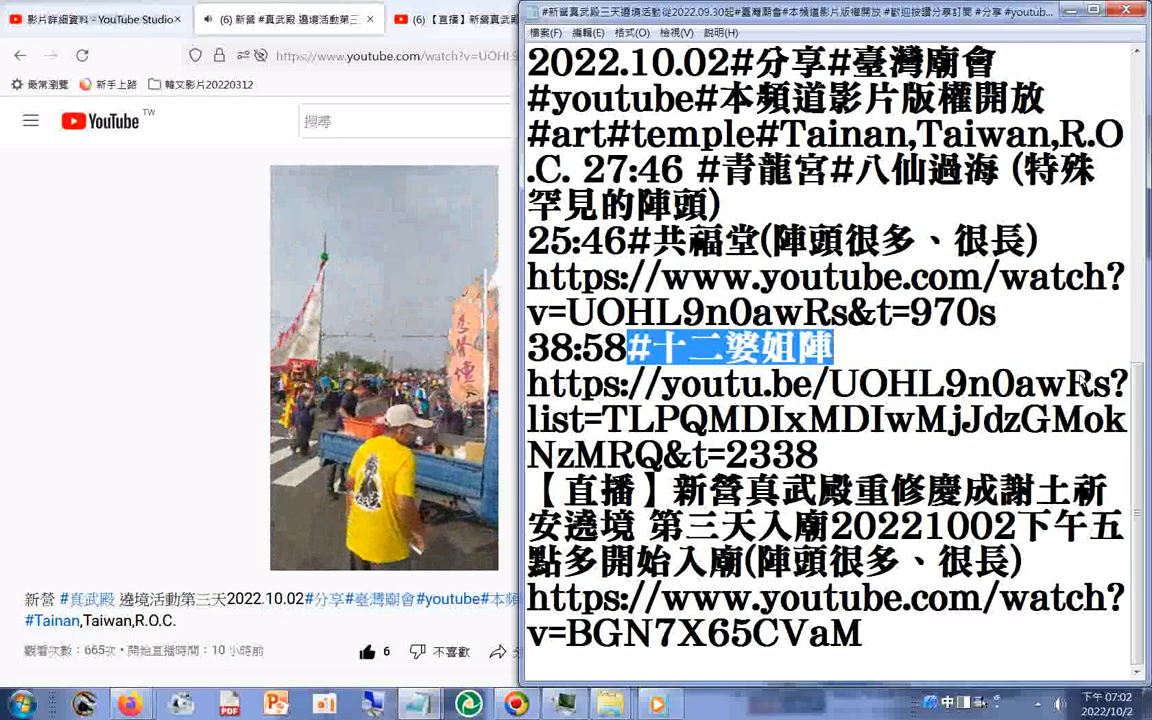 影片詳細資料 - YouTube Studio
(6) 新營 #真武殿 遶境活動第三
(6)【直播】新營真武殿
#新營真武殿三天遶境活動從2022.09.30起#臺灣廟會#本頻道影片版權開放 #歡迎按讚分享訂閱 #分享 #youtub...
檔案(F) 編輯(E) 格式(O) 檢視(V) 說明(H)
https://www.youtube.com/watch?v=UOHL9
最常瀏覽 新手上路 韓文影片20220312
YouTube TW
搜尋
2022.10.02#分享#臺灣廟會
#youtube#本頻道影片版權開放
#art#temple#Tainan,Taiwan,R.O
.C. 27:46 #青龍宮#八仙過海 (特殊
罕見的陣頭)
25:46#共福堂(陣頭很多、很長)
https://www.youtube.com/watch?
v=UOHL9n0awRs&t=970s
38:58#十二婆姐陣
https://youtu.be/UOHL9n0awRs?
list=TLPQMDIxMDIwMjJdzGMok
NzMRQ&t=2338
【直播】新營真武殿重修慶成謝土祈
安遶境 第三天入廟20221002下午五
點多開始入廟(陣頭很多、很長)
https://www.youtube.com/watch?
v=BGN7X65CVaM
新營 #真武殿 遶境活動第三天2022.10.02#分享#臺灣廟會#youtube#本頻
#Tainan,Taiwan,R.O.C.
觀看次數：665次 • 開始直播時間：10 小時前
6 不喜歡
PDF
中
下午 07:02
2022/10/2